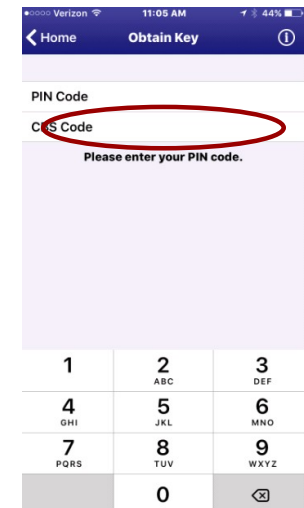 Verizon 11:05 AM 44%
Home Obtain Key
PIN Code
CBS Code
Please enter your PIN code.
1 2 3
ABC DEF
4 5 6
GHI JKL MNO
7 8 9
PQRS TUV WXYZ
0